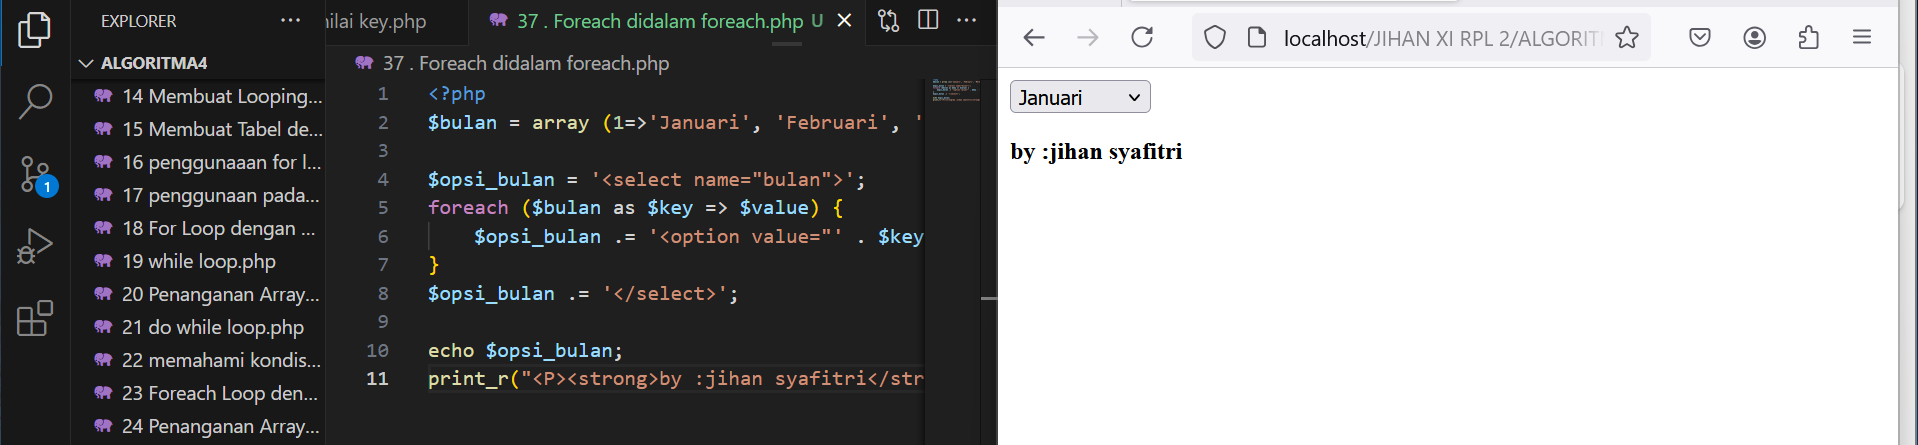 EXPLORER
ALGORITMA4
14 Membuat Looping...
15 Membuat Tabel de...
16 penggunaaan for l...
17 penggunaan pada...
18 For Loop dengan ...
19 while loop.php
20 Penanganan Array...
21 do while loop.php
22 memahami kondis...
23 Foreach Loop den...
24 Penanganan Array...
1
nilai key.php
37 . Foreach didalam foreach.php U
37 . Foreach didalam foreach.php
1 <?php
2 $bulan = array (1=>'Januari', 'Februari', '
3
4 $opsi_bulan = '<select name="bulan">';
5 foreach ($bulan as $key => $value) {
6 $opsi_bulan .= '<option value="' . $key
7 }
8 $opsi_bulan .= '</select>';
9
10 echo $opsi_bulan;
11 print_r("<P><strong>by :jihan syafitri</str
localhost/JIHAN XI RPL 2/ALGORIT
Januari
by :jihan syafitri